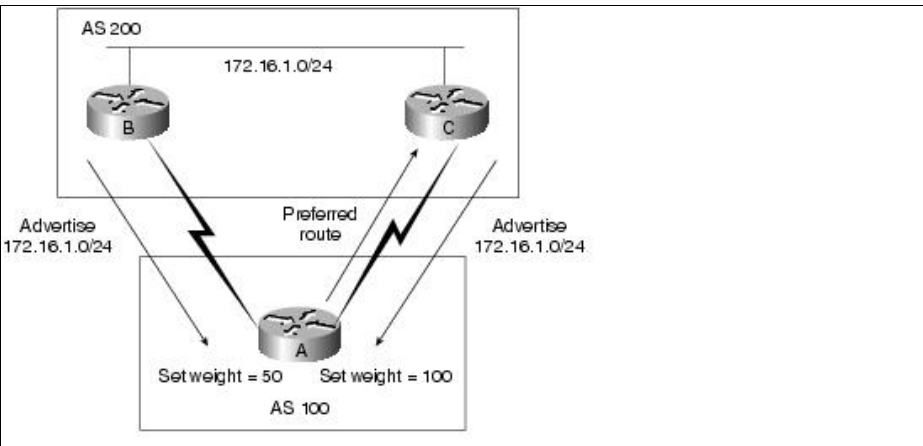 AS 200
172.16.1.0/24
B
C
Advertise
172.16.1.0/24
Preferred
route
Advertise
172.16.1.0/24
A
Set weight = 50
Set weight = 100
AS 100